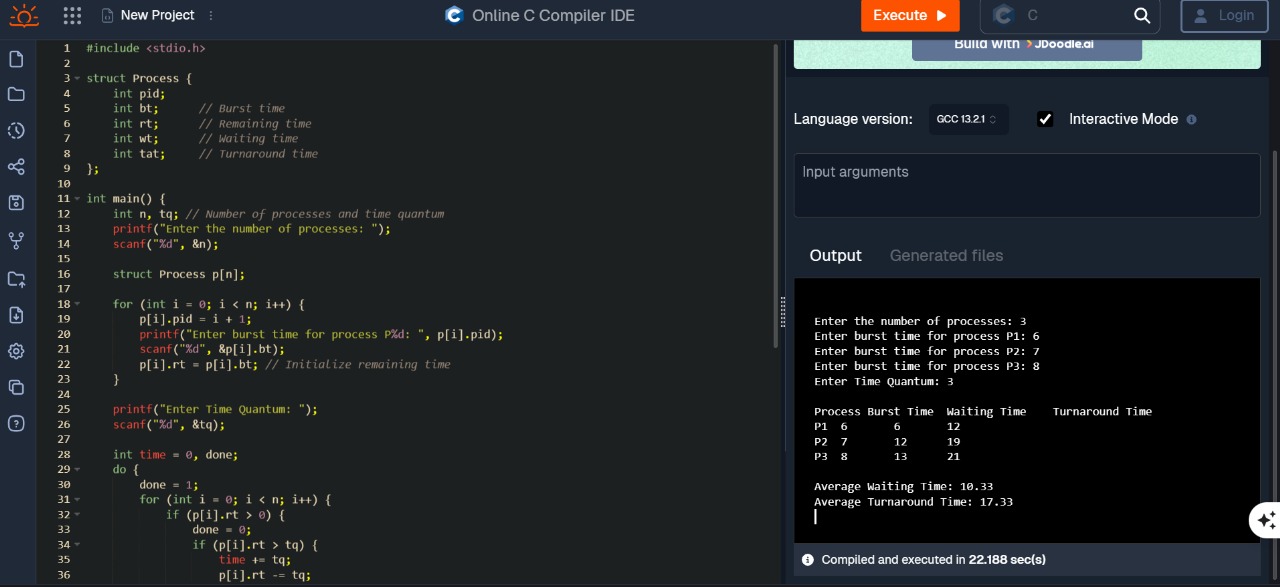 New Project
Online C Compiler IDE
Execute
C
Login
1 #include <stdio.h>
2
3 struct Process {
4 int pid;
5 int bt; // Burst time
6 int rt; // Remaining time
7 int wt; // Waiting time
8 int tat; // Turnaround time
9 };
10
11 int main() {
12 int n, tq; // Number of processes and time quantum
13 printf("Enter the number of processes: ");
14 scanf("%d", &n);
15
16 struct Process p[n];
17
18 for (int i = 0; i < n; i++) {
19 p[i].pid = i + 1;
20 printf("Enter burst time for process P%d: ", p[i].pid);
21 scanf("%d", &p[i].bt);
22 p[i].rt = p[i].bt; // Initialize remaining time
23 }
24
25 printf("Enter Time Quantum: ");
26 scanf("%d", &tq);
27
28 int time = 0, done;
29 do {
30 done = 1;
31 for (int i = 0; i < n; i++) {
32 if (p[i].rt > 0) {
33 done = 0;
34 if (p[i].rt > tq) {
35 time += tq;
36 p[i].rt -= tq;
Build with JDoodle.ai
Language version:
GCC 13.2.1
Interactive Mode
Input arguments
Output
Generated files
Enter the number of processes: 3
Enter burst time for process P1: 6
Enter burst time for process P2: 7
Enter burst time for process P3: 8
Enter Time Quantum: 3
Process Burst Time Waiting Time Turnaround Time
P1 6 6 12
P2 7 12 19
P3 8 13 21
Average Waiting Time: 10.33
Average Turnaround Time: 17.33
Compiled and executed in 22.188 sec(s)